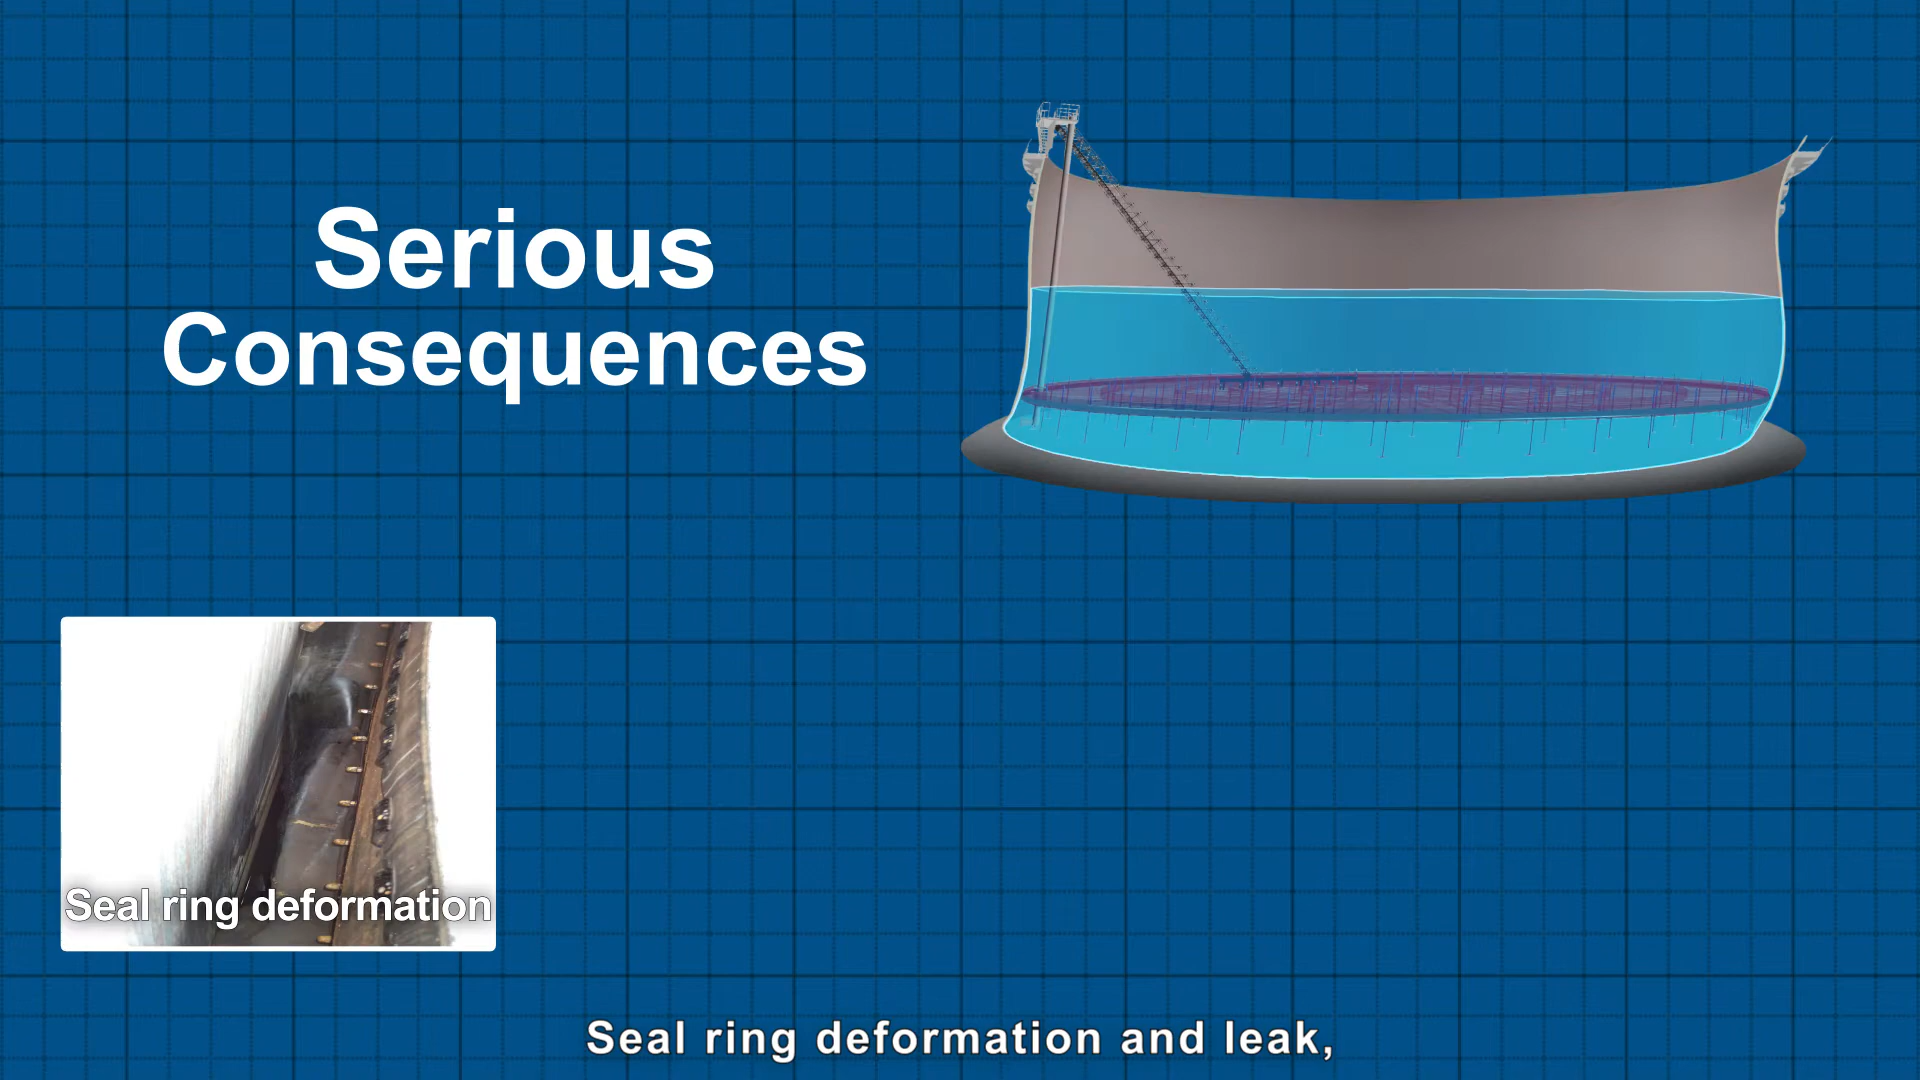 Serious
Consequences
Seal ring deformation
Seal ring deformation and leak,